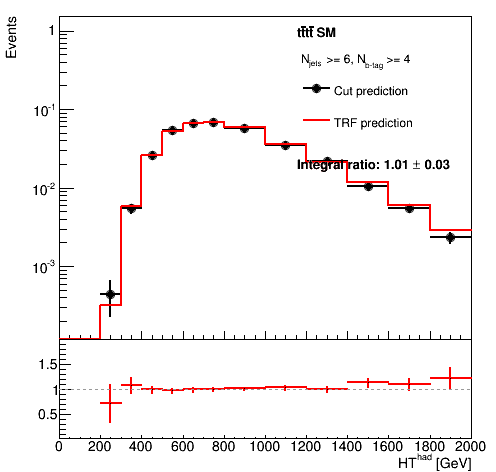 Events
1
10⁻¹
10⁻²
10⁻³
tt̄tt̄ SM
N_jets >= 6, N_b-tag >= 4
Cut prediction
TRF prediction
Integral ratio: 1.01 ± 0.03
1.5
1
0.5
0 200 400 600 800 1000 1200 1400 1600 1800 2000
HT^had [GeV]